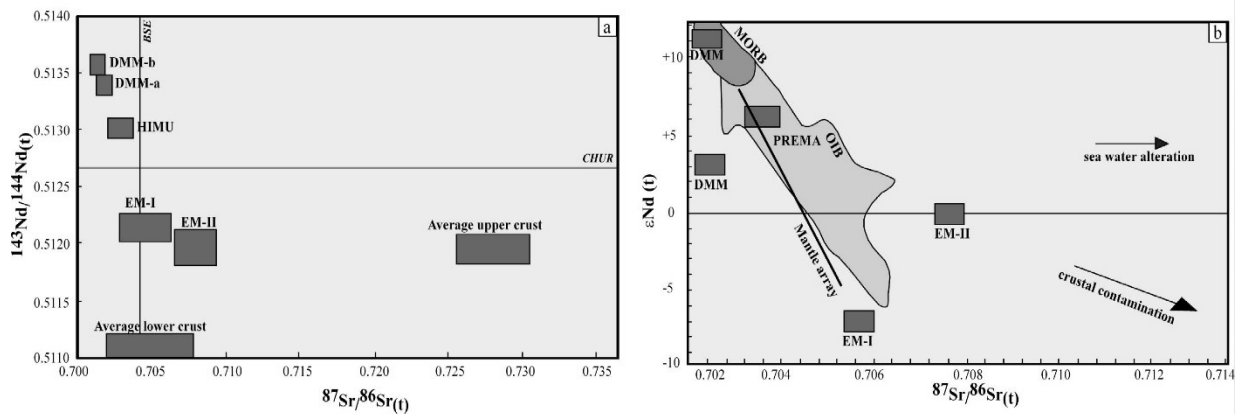 a
BSE
0.5140
0.5135
0.5130
0.5125
0.5120
0.5115
0.5110
143Nd/144Nd(t)
DMM-b
DMM-a
HIMU
CHUR
EM-I
EM-II
Average upper crust
Average lower crust
0.700 0.705 0.710 0.715 0.720 0.725 0.730 0.735
87Sr/86Sr(t)
b
+10
+5
0
-5
-10
εNd (t)
DMM
MORB
PREMA
OIB
sea water alteration
DMM
EM-II
Mantle array
crustal contamination
EM-I
0.702 0.704 0.706 0.708 0.710 0.712 0.714
87Sr/86Sr(t)